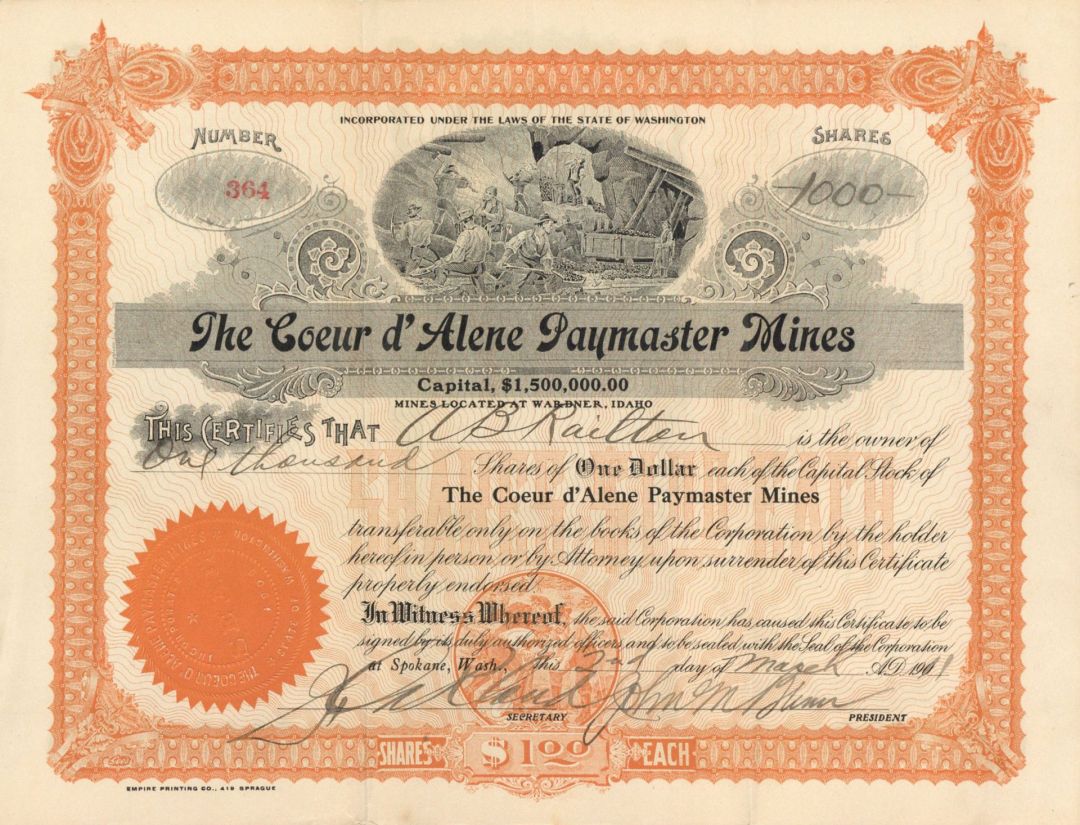 INCORPORATED UNDER THE LAWS OF THE STATE OF WASHINGTON
NUMBER
SHARES
364
-1000-
The Coeur d'Alene Paymaster Mines
Capital, $1,500,000.00
MINES LOCATED AT WARDNER, IDAHO
THIS CERTIFIES THAT A B Railton is the owner of
One thousand Shares of One Dollar each of the Capital Stock of
The Coeur d'Alene Paymaster Mines
transferable only on the books of the Corporation by the holder
hereof in person or by Attorney upon surrender of this Certificate
properly endorsed.
In Witness Whereof, the said Corporation has caused this Certificate to be
signed by its duly authorized officers and to be sealed with the Seal of the Corporation
at Spokane, Wash., this 2nd day of March A.D. 1911
John M
SECRETARY
PRESIDENT
SHARES $1.00 EACH
EMPIRE PRINTING CO., 419 SPRAGUE